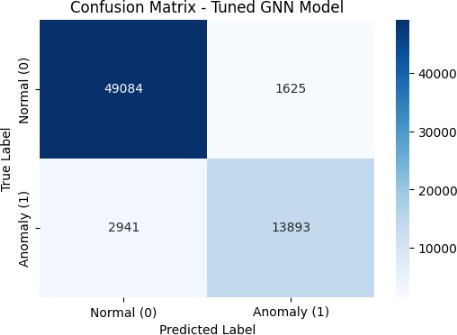 Confusion Matrix - Tuned GNN Model
True Label
Normal (0)
49084 1625
Anomaly (1)
2941 13893
Normal (0) Anomaly (1)
Predicted Label
40000
30000
20000
10000